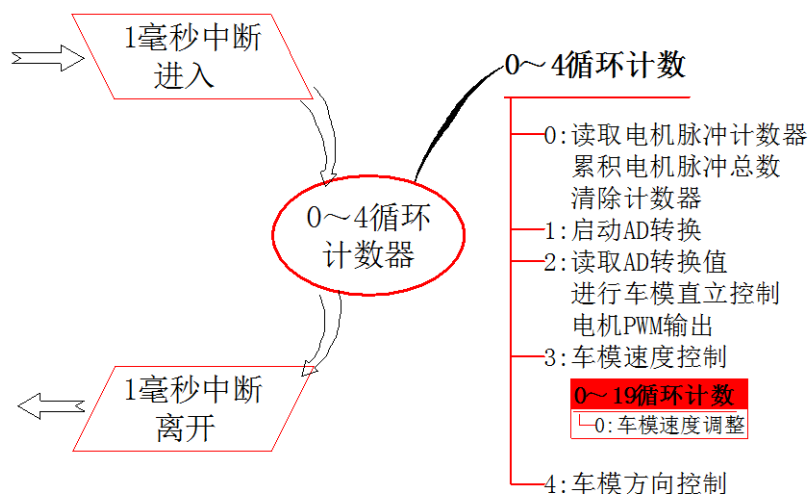 1毫秒中断
进入
0～4循环
计数器
1毫秒中断
离开
0～4循环计数
0:读取电机脉冲计数器
累积电机脉冲总数
清除计数器
1:启动AD转换
2:读取AD转换值
进行车模直立控制
电机PWM输出
3:车模速度控制
0～19循环计数
0:车模速度调整
4:车模方向控制